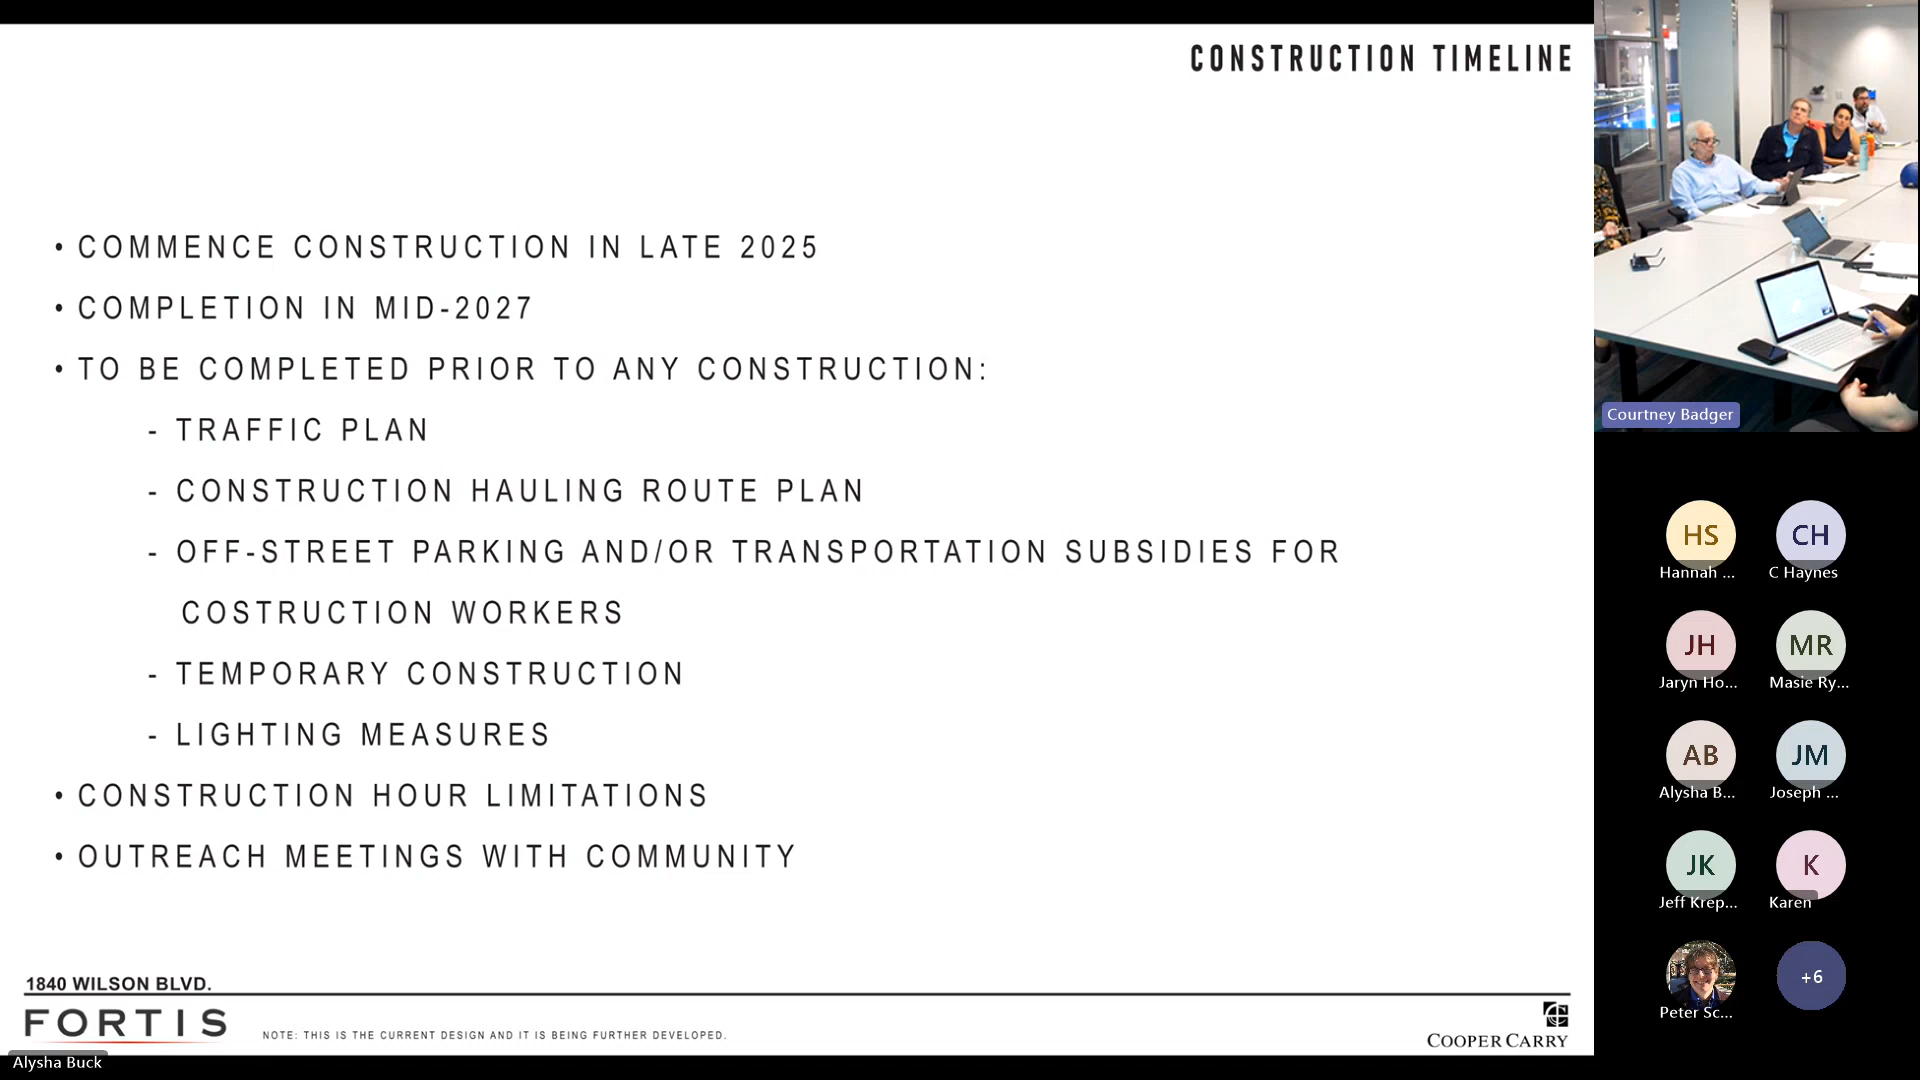 CONSTRUCTION TIMELINE
• COMMENCE CONSTRUCTION IN LATE 2025
• COMPLETION IN MID-2027
• TO BE COMPLETED PRIOR TO ANY CONSTRUCTION:
- TRAFFIC PLAN
- CONSTRUCTION HAULING ROUTE PLAN
- OFF-STREET PARKING AND/OR TRANSPORTATION SUBSIDIES FOR
COSTRUCTION WORKERS
- TEMPORARY CONSTRUCTION
- LIGHTING MEASURES
• CONSTRUCTION HOUR LIMITATIONS
• OUTREACH MEETINGS WITH COMMUNITY
1840 WILSON BLVD.
FORTIS
NOTE: THIS IS THE CURRENT DESIGN AND IT IS BEING FURTHER DEVELOPED.
COOPER CARRY
Alysha Buck
Courtney Badger
HS CH
Hannah ... C Haynes
JH MR
Jaryn Ho... Masie Ry...
AB JM
Alysha B... Joseph ...
JK K
Jeff Krep... Karen
+6
Peter Sc...